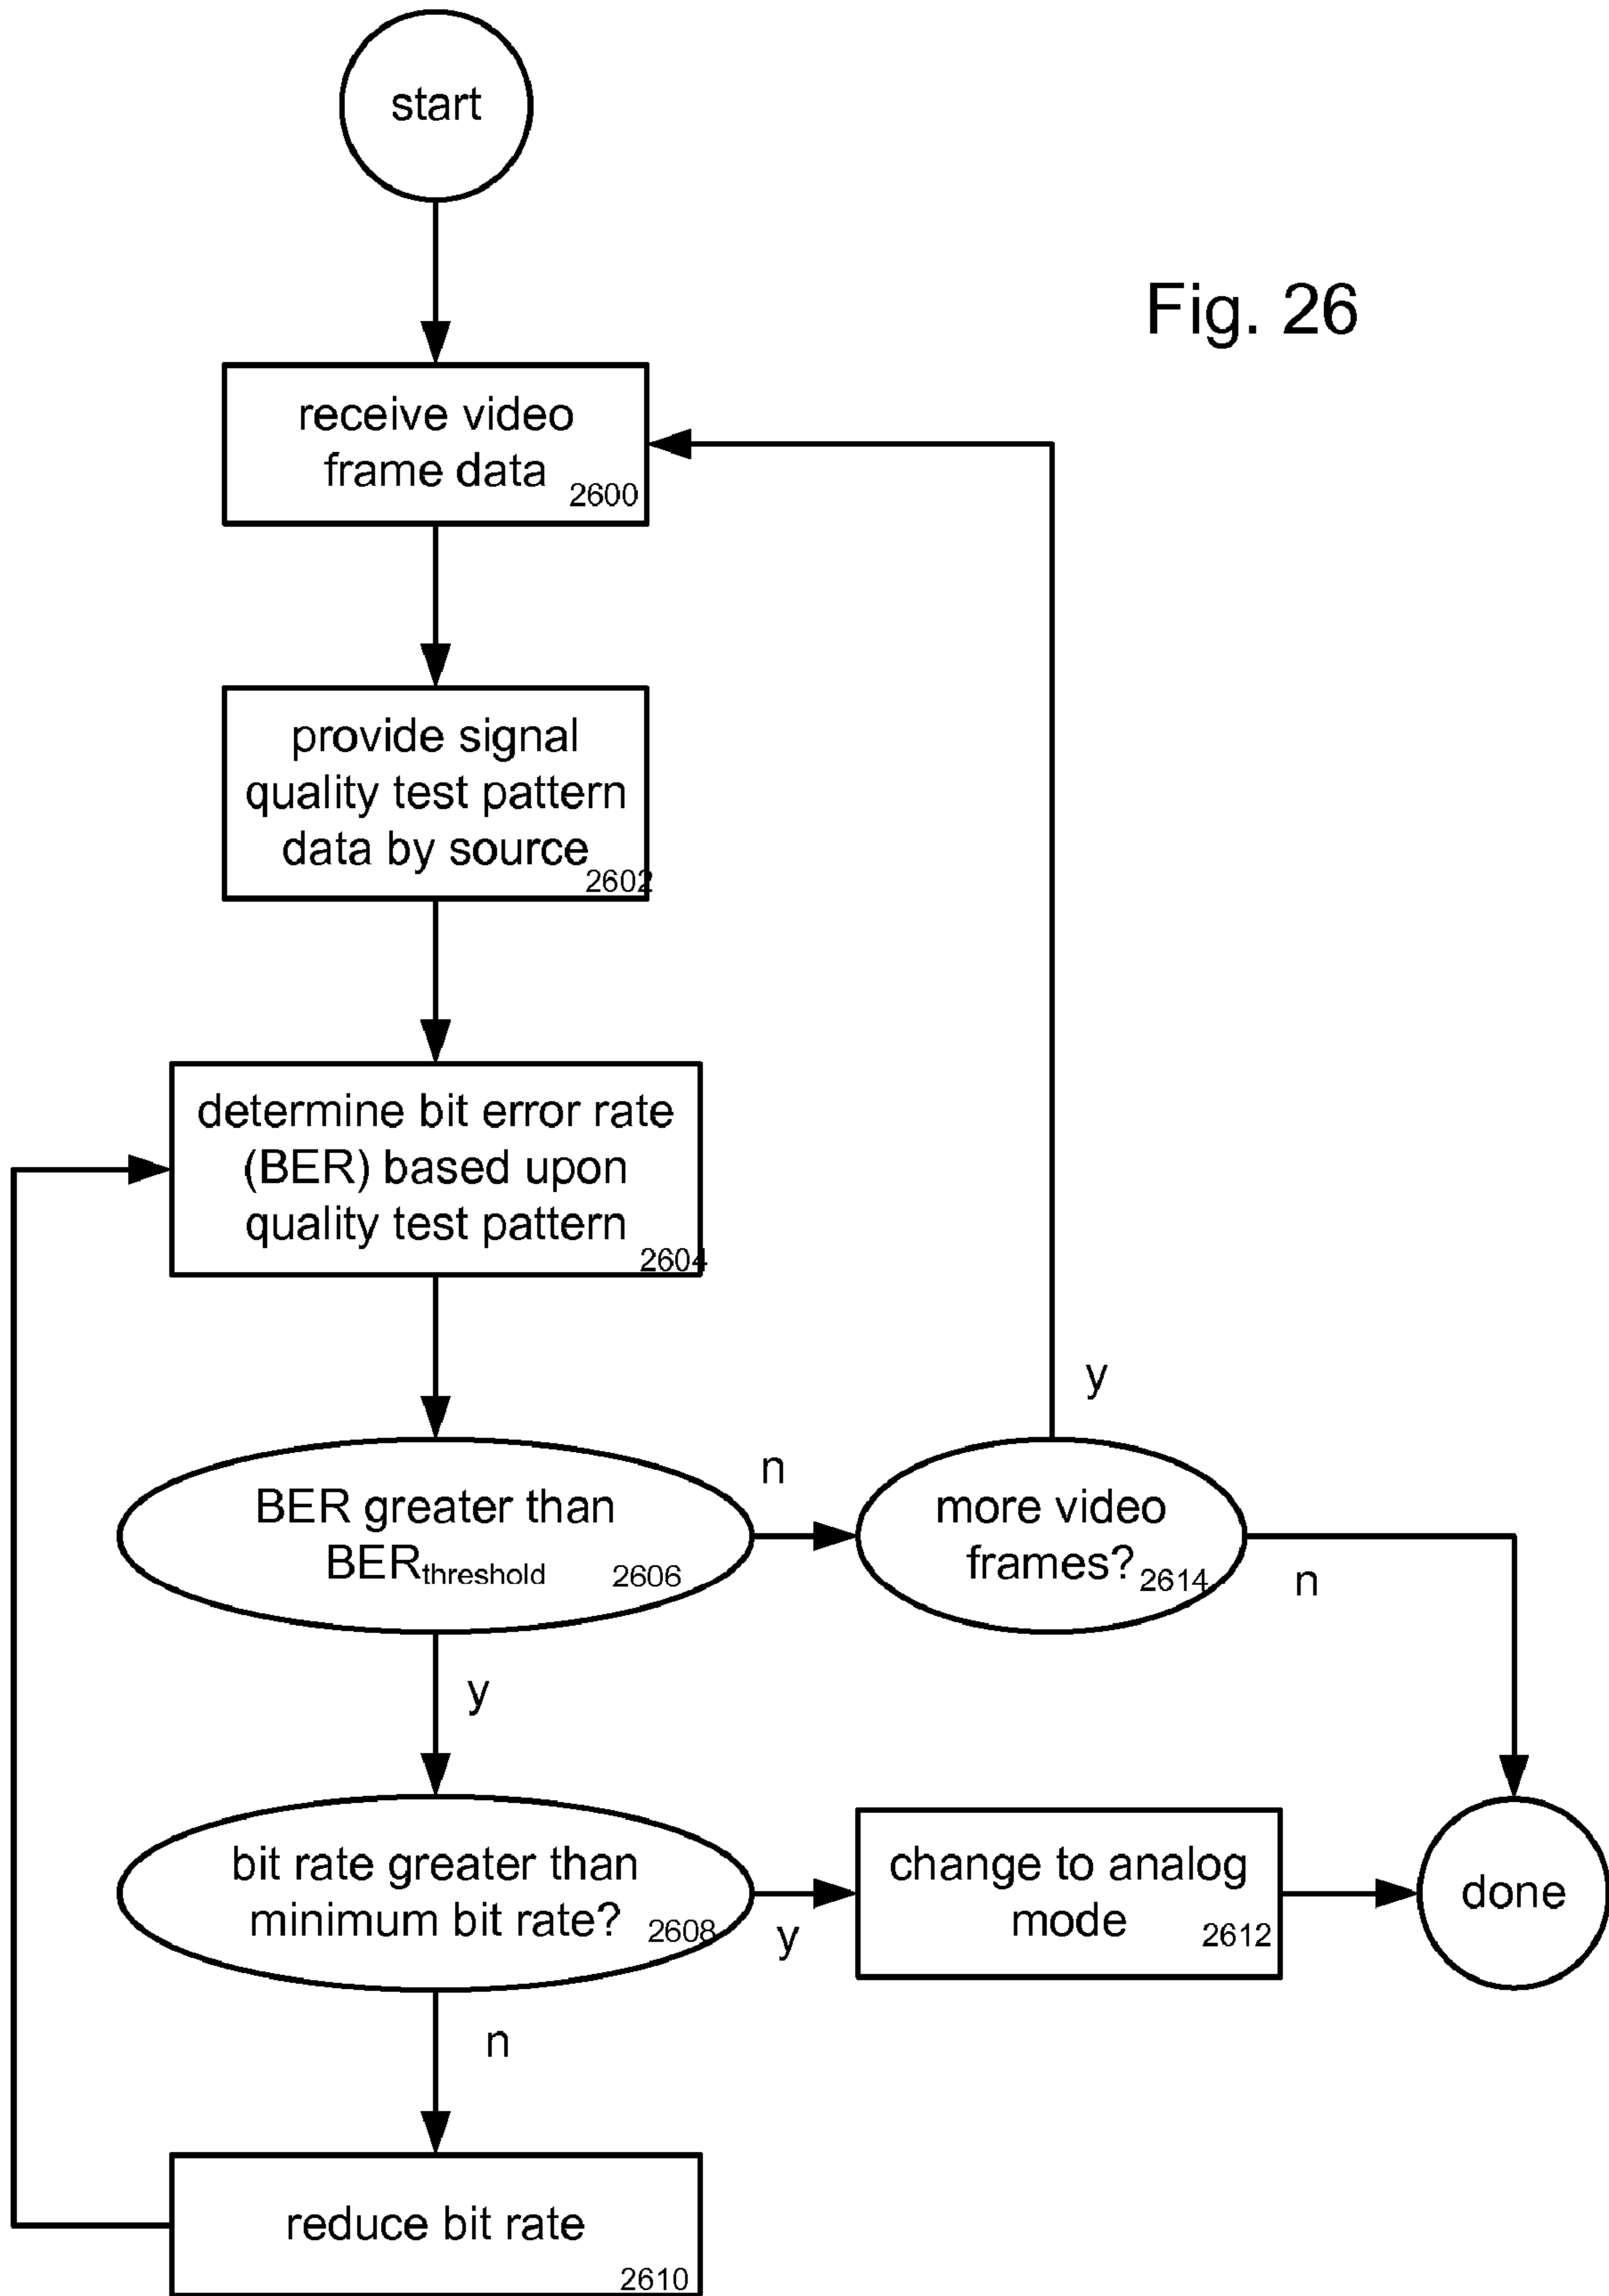 start
Fig. 26
receive video
frame data
2600
provide signal
quality test pattern
data by source
2602
determine bit error rate
(BER) based upon
quality test pattern
2604
y
BER greater than
BERthreshold 2606
n
more video
frames? 2614
n
y
bit rate greater than
minimum bit rate? 2608
y
change to analog
mode 2612
done
n
reduce bit rate
2610